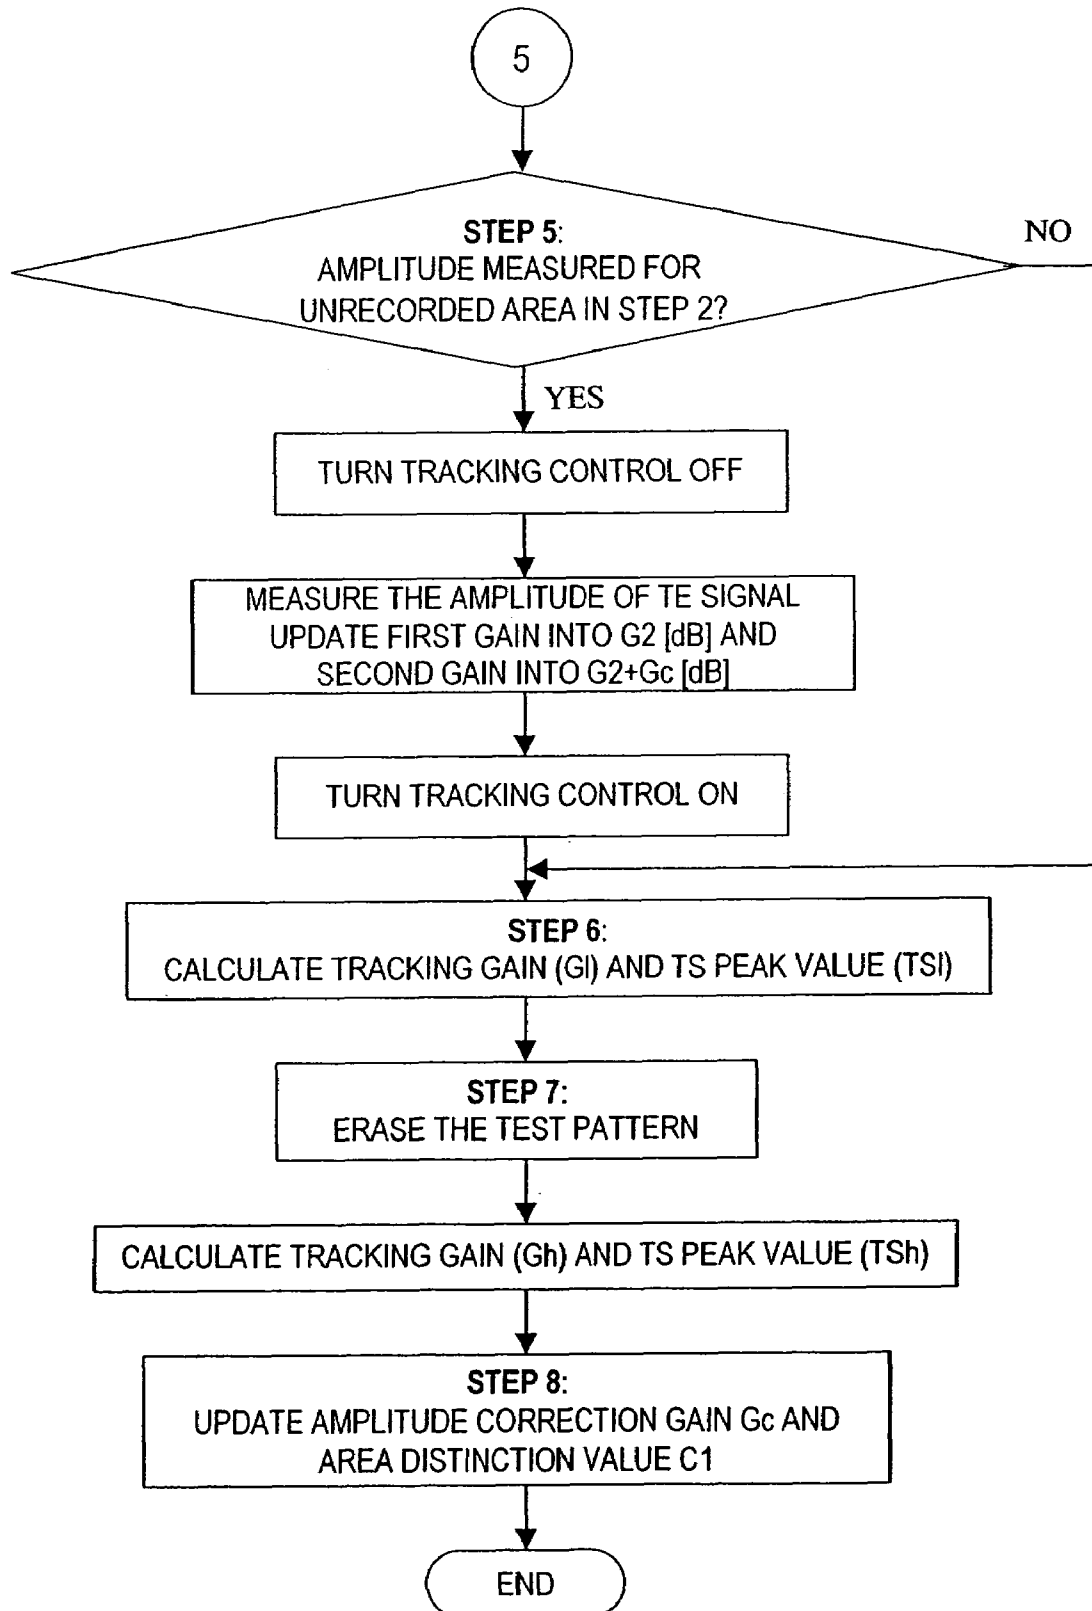 5
STEP 5:
AMPLITUDE MEASURED FOR
UNRECORDED AREA IN STEP 2?
NO
YES
TURN TRACKING CONTROL OFF
MEASURE THE AMPLITUDE OF TE SIGNAL
UPDATE FIRST GAIN INTO G2 [dB] AND
SECOND GAIN INTO G2+Gc [dB]
TURN TRACKING CONTROL ON
STEP 6:
CALCULATE TRACKING GAIN (Gl) AND TS PEAK VALUE (TSl)
STEP 7:
ERASE THE TEST PATTERN
CALCULATE TRACKING GAIN (Gh) AND TS PEAK VALUE (TSh)
STEP 8:
UPDATE AMPLITUDE CORRECTION GAIN Gc AND
AREA DISTINCTION VALUE C1
END